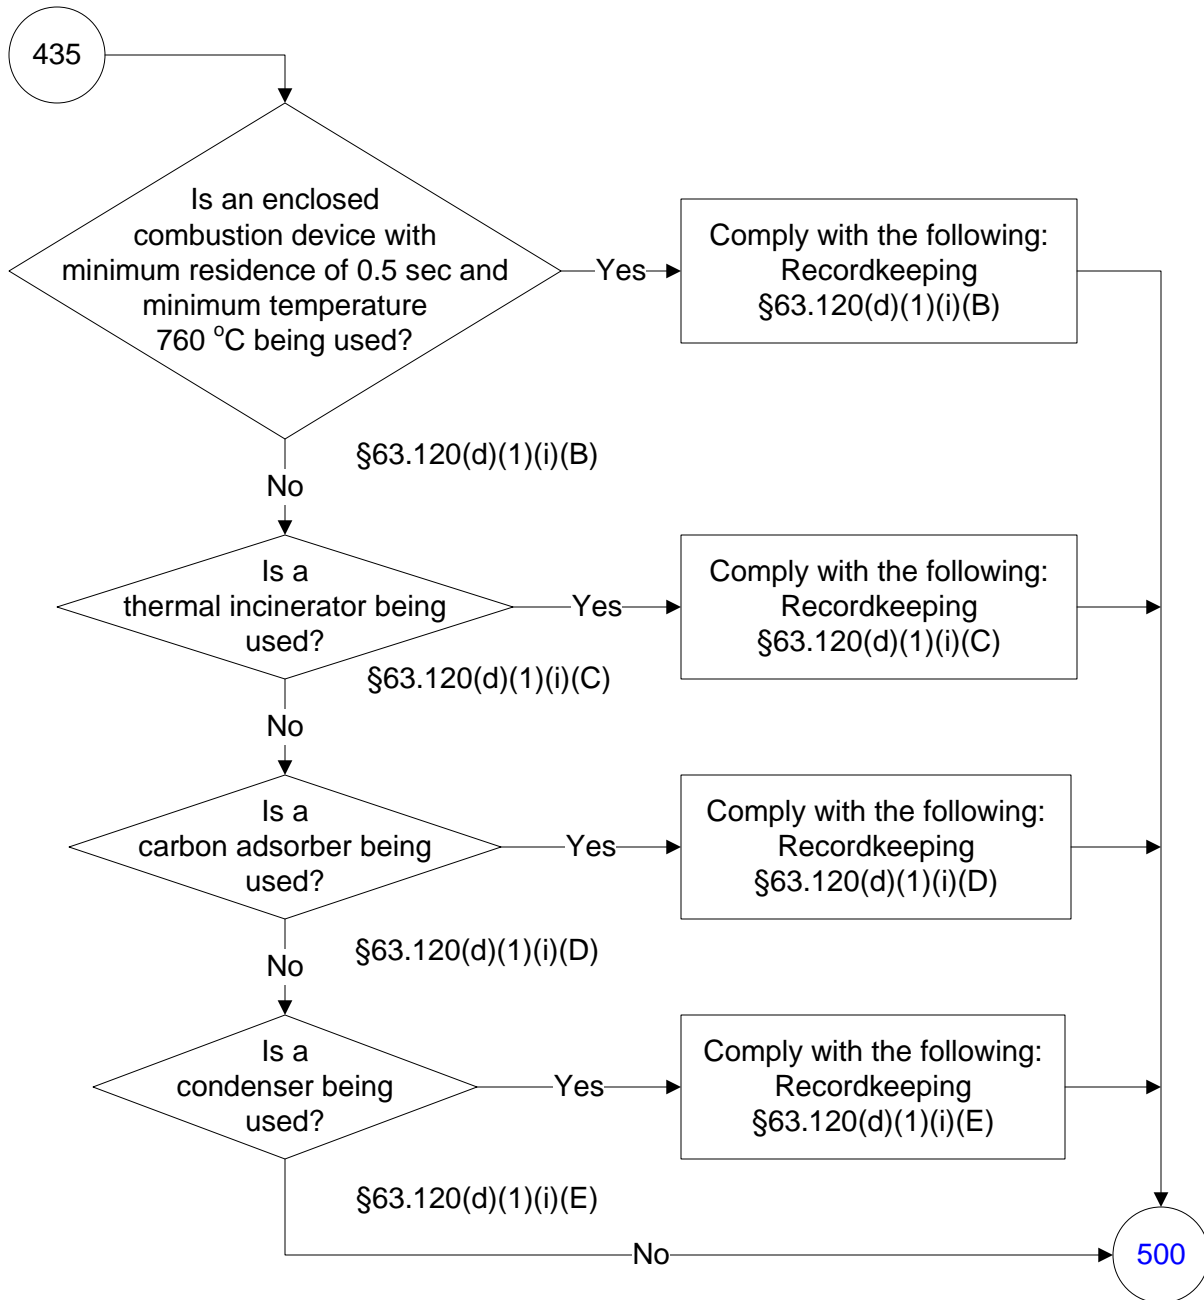 435
Is an enclosed
combustion device with
minimum residence of 0.5 sec and
minimum temperature
760 °C being used?
Yes
Comply with the following:
Recordkeeping
§63.120(d)(1)(i)(B)
§63.120(d)(1)(i)(B)
No
Is a
thermal incinerator being
used?
Yes
Comply with the following:
Recordkeeping
§63.120(d)(1)(i)(C)
§63.120(d)(1)(i)(C)
No
Is a
carbon adsorber being
used?
Yes
Comply with the following:
Recordkeeping
§63.120(d)(1)(i)(D)
§63.120(d)(1)(i)(D)
No
Is a
condenser being
used?
Yes
Comply with the following:
Recordkeeping
§63.120(d)(1)(i)(E)
§63.120(d)(1)(i)(E)
No
500